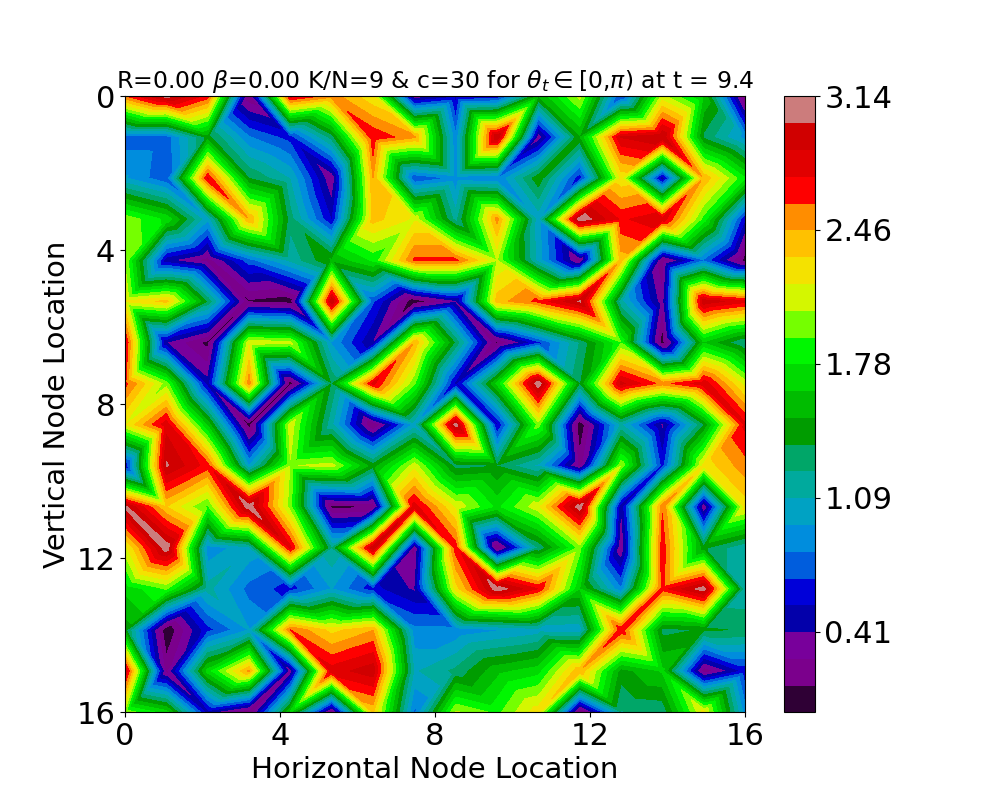 R=0.00 β=0.00 K/N=9 & c=30 for θ_t ∈ [0,π) at t = 9.4
0
4
8
12
16
Vertical Node Location
0 4 8 12 16
Horizontal Node Location
3.14
2.46
1.78
1.09
0.41